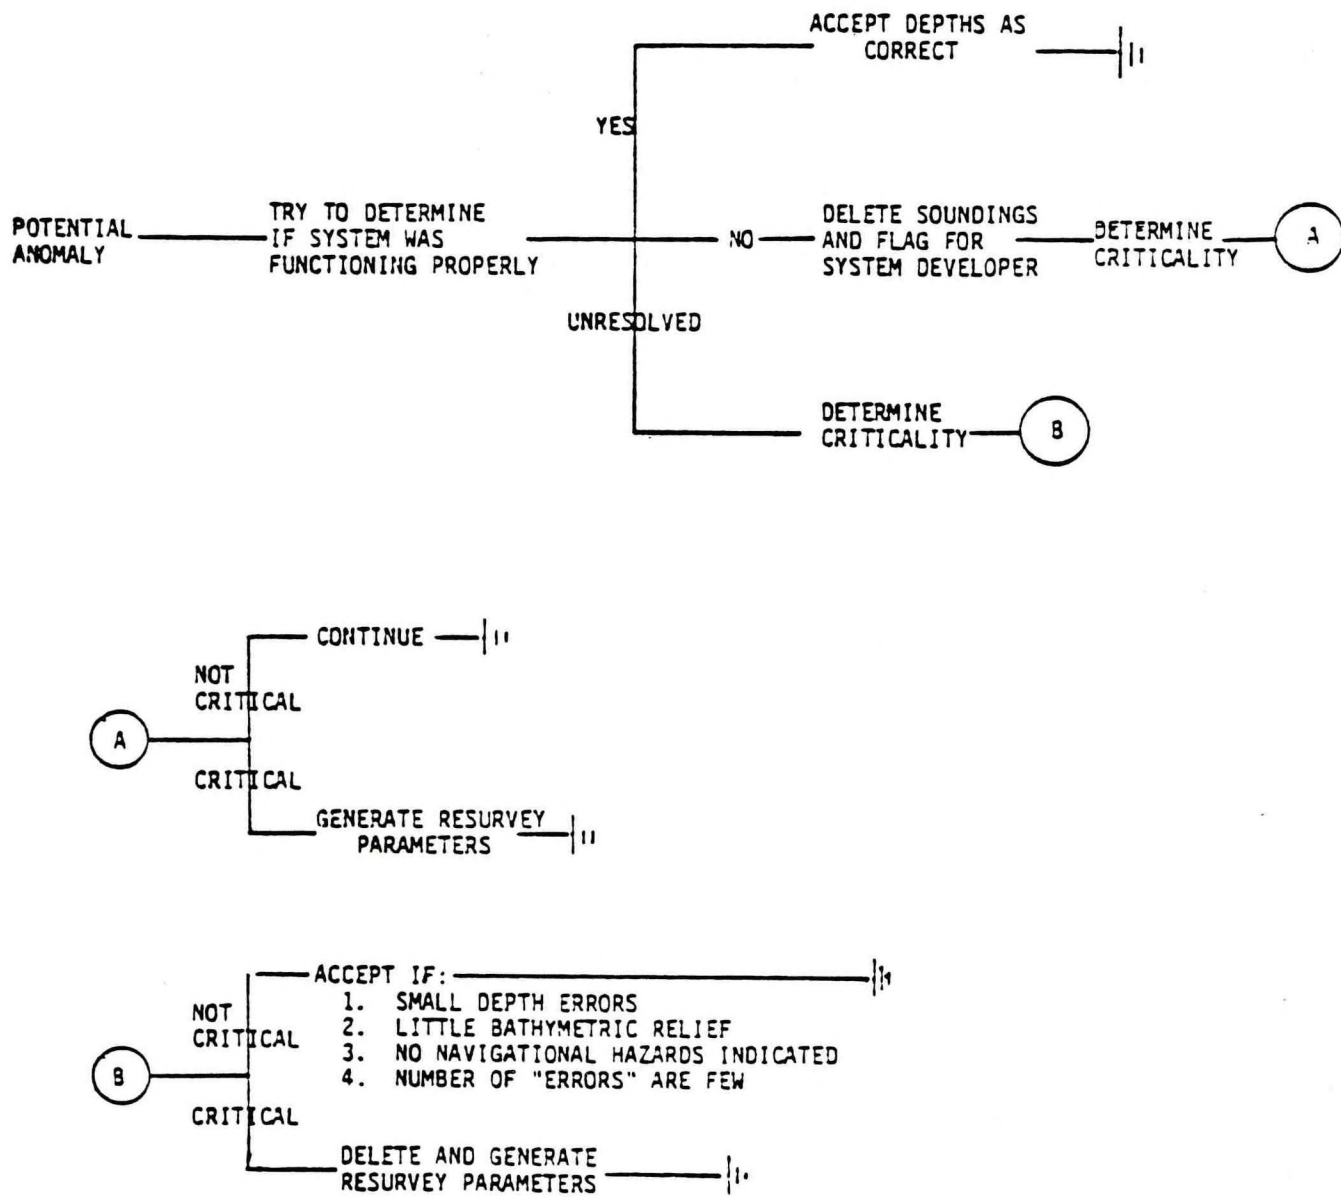 ACCEPT DEPTHS AS
CORRECT
YES
POTENTIAL
ANOMALY
TRY TO DETERMINE
IF SYSTEM WAS
FUNCTIONING PROPERLY
NO
DELETE SOUNDINGS
AND FLAG FOR
SYSTEM DEVELOPER
DETERMINE
CRITICALITY
A
UNRESOLVED
DETERMINE
CRITICALITY
B
CONTINUE
NOT
CRITICAL
A
CRITICAL
GENERATE RESURVEY
PARAMETERS
ACCEPT IF:
1. SMALL DEPTH ERRORS
2. LITTLE BATHYMETRIC RELIEF
3. NO NAVIGATIONAL HAZARDS INDICATED
4. NUMBER OF "ERRORS" ARE FEW
NOT
CRITICAL
B
CRITICAL
DELETE AND GENERATE
RESURVEY PARAMETERS